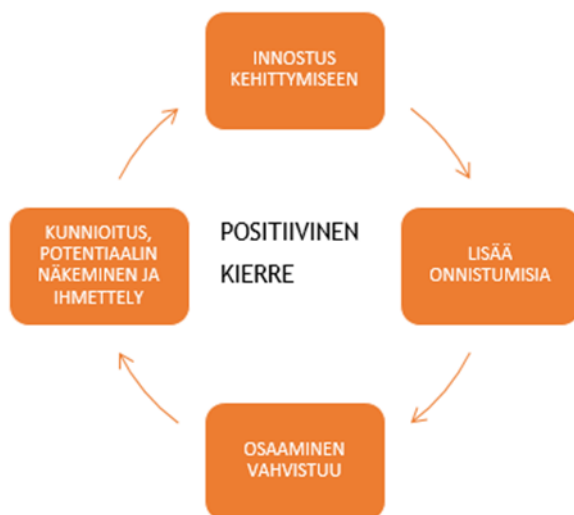 INNOSTUS
KEHITTYMISEEN
KUNNIOITUS,
POTENTIAALIN
NÄKEMINEN JA
IHMETTELY
POSITIIVINEN
KIERRE
LISÄÄ
ONNISTUMISIA
OSAAMINEN
VAHVISTUU